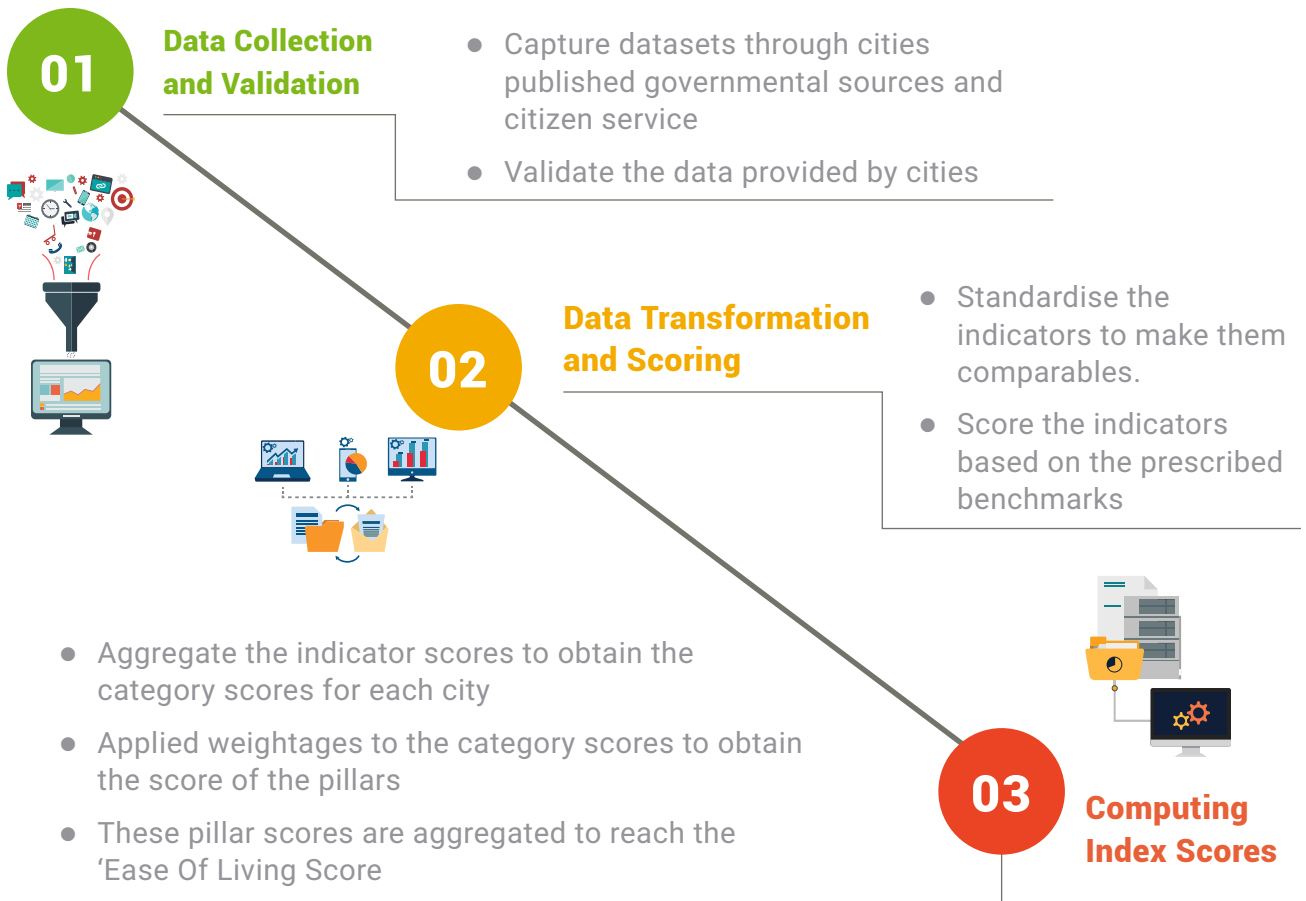 01
Data Collection
and Validation
● Capture datasets through cities
published governmental sources and
citizen service
● Validate the data provided by cities
02
Data Transformation
and Scoring
● Standardise the
indicators to make them
comparables.
● Score the indicators
based on the prescribed
benchmarks
● Aggregate the indicator scores to obtain the
category scores for each city
● Applied weightages to the category scores to obtain
the score of the pillars
● These pillar scores are aggregated to reach the
‘Ease Of Living Score
03
Computing
Index Scores